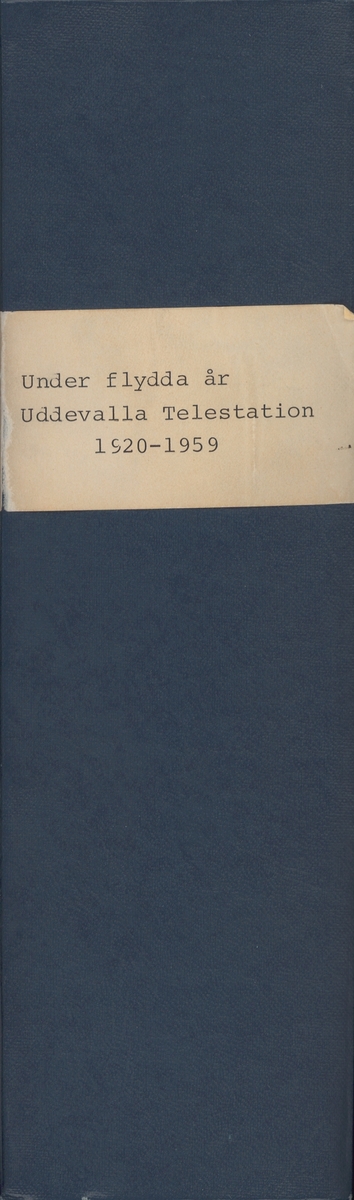 Under flydda år
Uddevalla Telestation
1920-1959